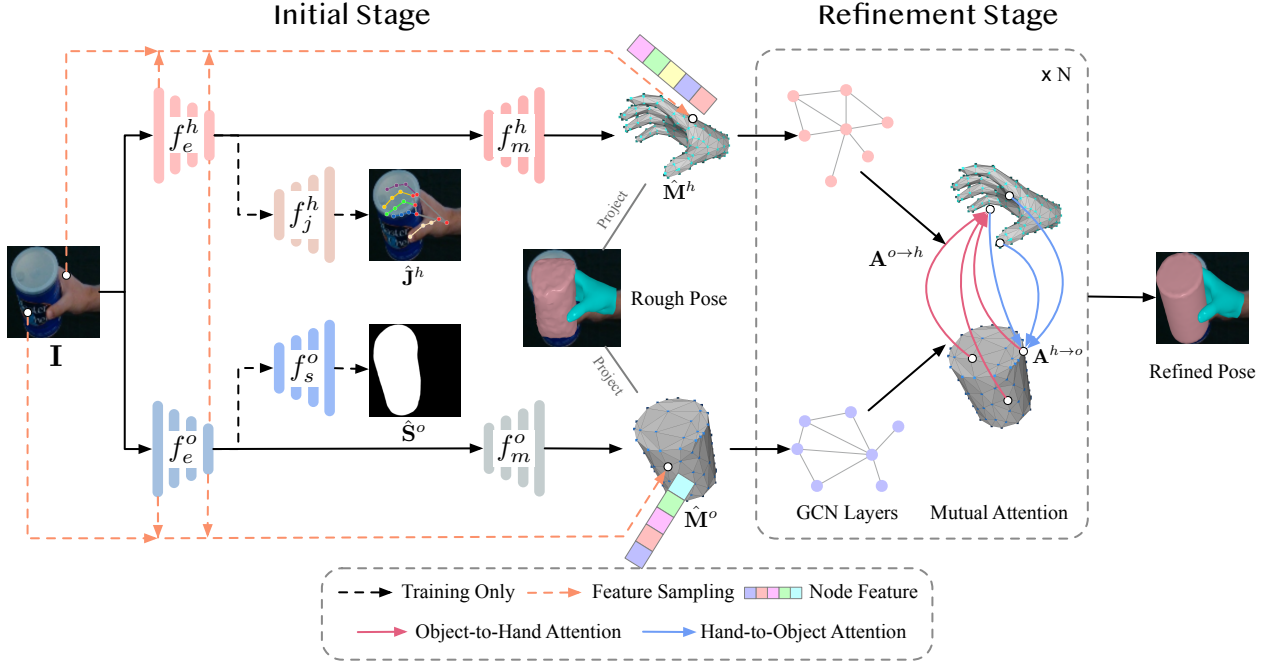 Initial Stage
Refinement Stage
x N
f_e^h
f_m^h
M̂^h
f_j^h
Ĵ^h
Project
A^{o→h}
I
Rough Pose
f_s^o
Ŝ^o
Project
A^{h→o}
Refined Pose
f_e^o
f_m^o
M̂^o
GCN Layers
Mutual Attention
Training Only
Feature Sampling
Node Feature
Object-to-Hand Attention
Hand-to-Object Attention